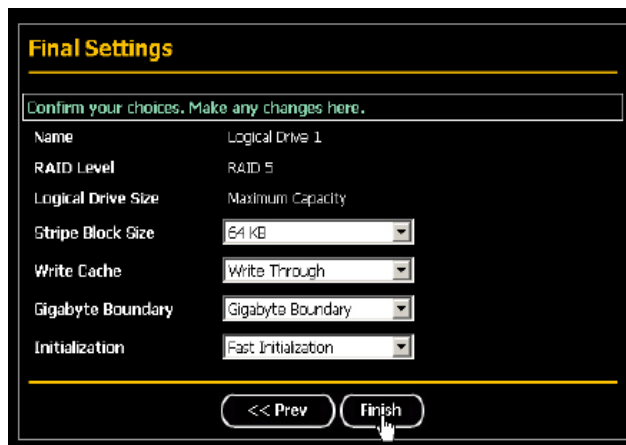 Final Settings
Confirm your choices. Make any changes here.
Name Logical Drive 1
RAID Level RAID 5
Logical Drive Size Maximum Capacity
Stripe Block Size 64 KB
Write Cache Write Through
Gigabyte Boundary Gigabyte Boundary
Initialization Fast Initialzation
<< Prev Finish